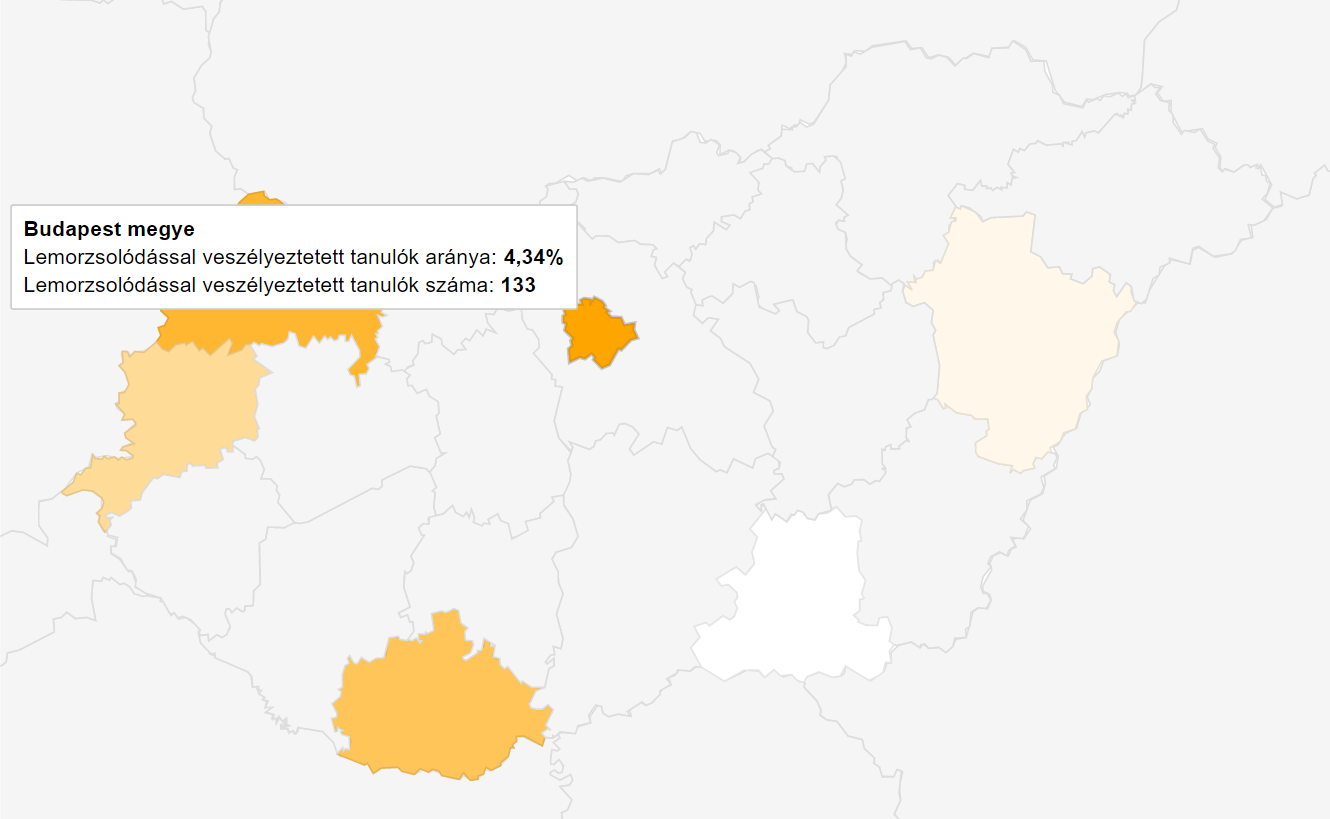 Budapest megye
Lemorzsolódással veszélyeztetett tanulók aránya: 4,34%
Lemorzsolódással veszélyeztetett tanulók száma: 133